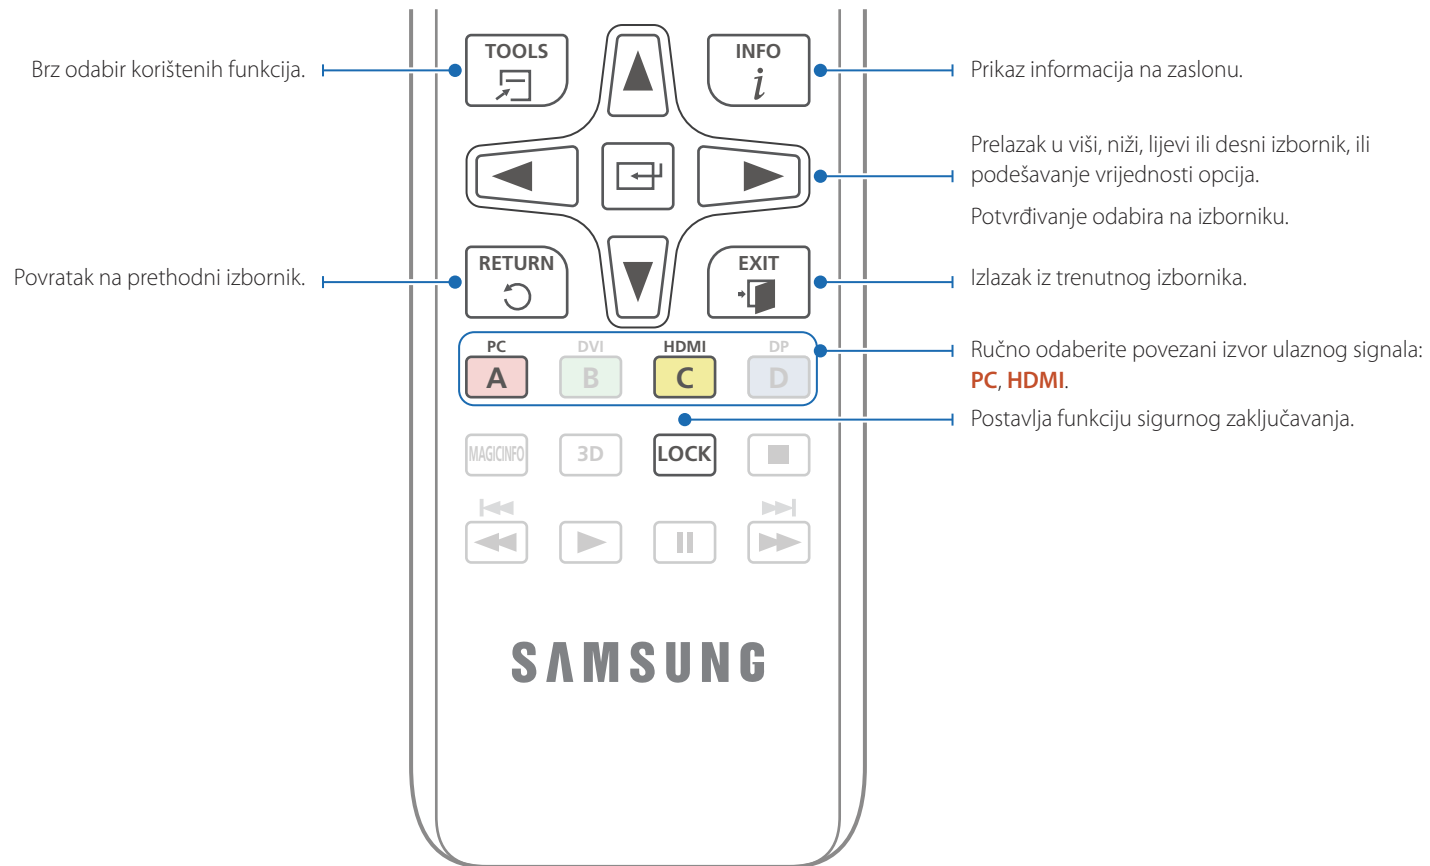 TOOLS
INFO
i
Brz odabir korištenih funkcija.
Prikaz informacija na zaslonu.
Prelazak u viši, niži, lijevi ili desni izbornik, ili
podešavanje vrijednosti opcija.
Potvrđivanje odabira na izborniku.
RETURN
EXIT
Povratak na prethodni izbornik.
Izlazak iz trenutnog izbornika.
PC DVI HDMI DP
A B C D
Ručno odaberite povezani izvor ulaznog signala:
PC, HDMI.
Postavlja funkciju sigurnog zaključavanja.
MAGICINFO 3D LOCK
SAMSUNG